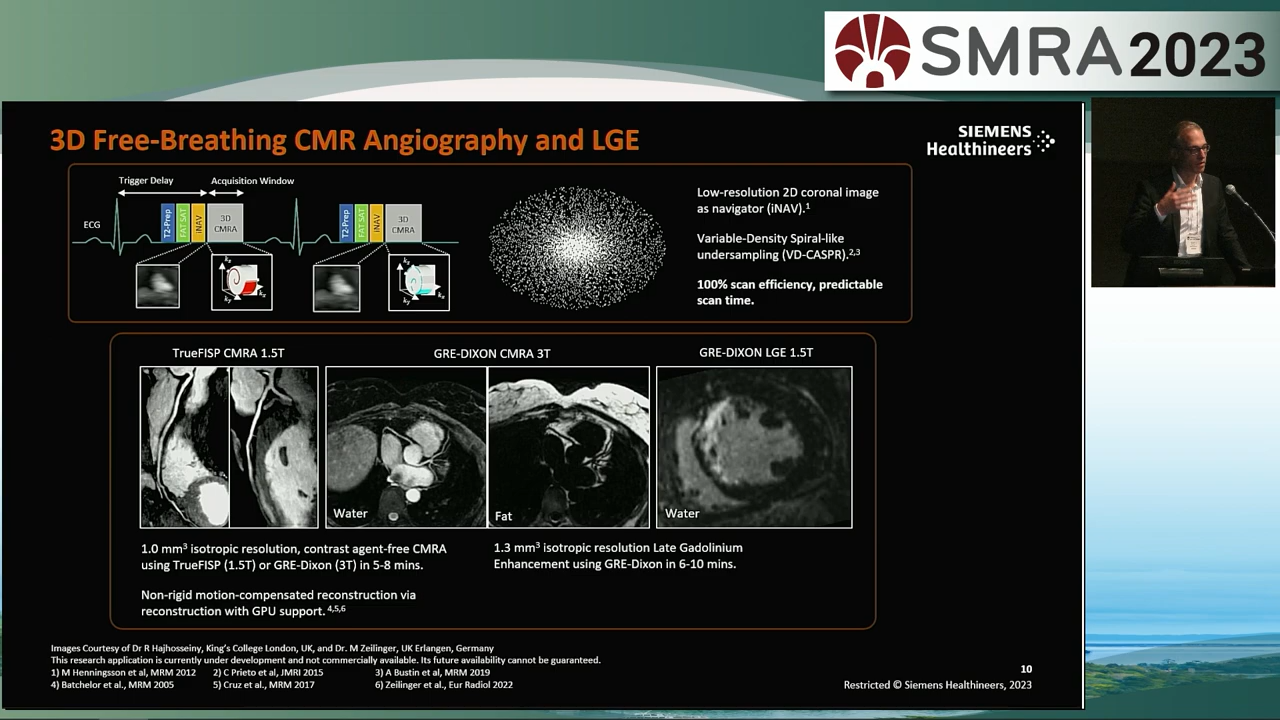 SMRA 2023
3D Free-Breathing CMR Angiography and LGE
SIEMENS
Healthineers
Trigger Delay
Acquisition Window
ECG
T2-Prep
FAT SAT
iNAV
3D
CMRA
T2-Prep
FAT SAT
iNAV
3D
CMRA
kz
ky
kx
kz
ky
kx
Low-resolution 2D coronal image
as navigator (iNAV).1
Variable-Density Spiral-like
undersampling (VD-CASPR).2,3
100% scan efficiency, predictable
scan time.
TrueFISP CMRA 1.5T
GRE-DIXON CMRA 3T
GRE-DIXON LGE 1.5T
Water
Fat
Water
1.0 mm3 isotropic resolution, contrast agent-free CMRA
using TrueFISP (1.5T) or GRE-Dixon (3T) in 5-8 mins.
Non-rigid motion-compensated reconstruction via
reconstruction with GPU support. 4,5,6
1.3 mm3 isotropic resolution Late Gadolinium
Enhancement using GRE-Dixon in 6-10 mins.
Images Courtesy of Dr R Hajhosseiny, King's College London, UK, and Dr. M Zeilinger, UK Erlangen, Germany
This research application is currently under development and not commercially available. Its future availability cannot be guaranteed.
1) M Henningsson et al, MRM 2012 2) C Prieto et al, JMRI 2015 3) A Bustin et al, MRM 2019
4) Batchelor et al., MRM 2005 5) Cruz et al., MRM 2017 6) Zeilinger et al., Eur Radiol 2022
10
Restricted © Siemens Healthineers, 2023